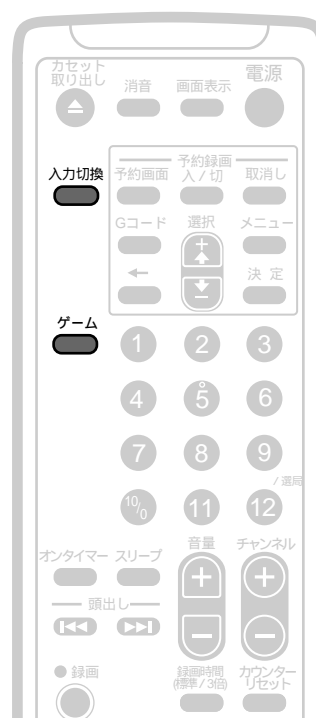 カセット
取り出し
消音
画面表示
電源
入力切換
予約録画
予約画面
入 / 切
取消し
Gコード
選択
メニュー
+
−
決 定
ゲーム
1 2 3
4 5 6
7 8 9
/ 選局
10/0 11 12
オンタイマー スリープ
音量
チャンネル
+ +
頭出し
− −
録画
録画時間
(標準 / 3倍)
カウンター
リセット